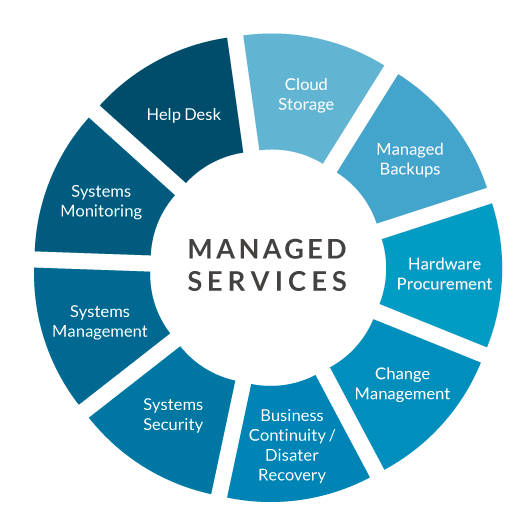 Cloud
Storage
Managed
Backups
Hardware
Procurement
Change
Management
Business
Continuity /
Disater
Recovery
Systems
Security
Systems
Management
Systems
Monitoring
Help Desk
MANAGED
SERVICES